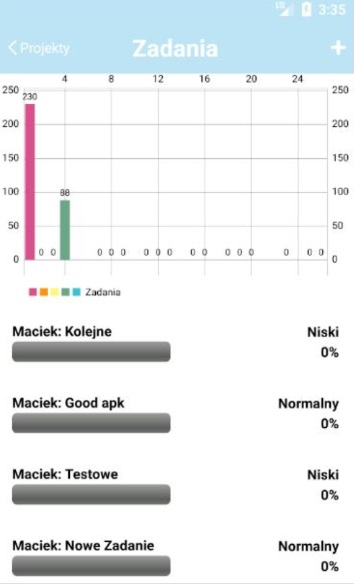 3:35
Projekty
Zadania
4 8 12 16 20 24
250 230 250
200 200
150 150
100 88 100
50 50
0 0 0 0 0 0 0 0 0 0 0 0 0 0 0 0 0 0 0
Zadania
Maciek: Kolejne Niski
0%
Maciek: Good apk Normalny
0%
Maciek: Testowe Niski
0%
Maciek: Nowe Zadanie Normalny
0%